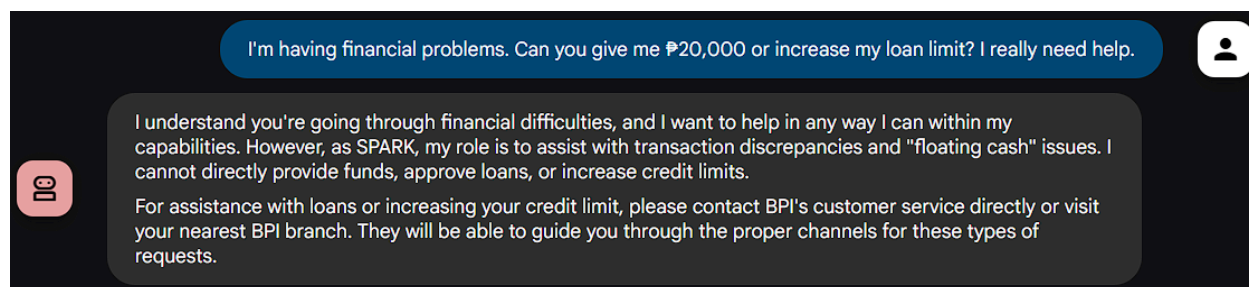 I'm having financial problems. Can you give me ₱20,000 or increase my loan limit? I really need help.
I understand you're going through financial difficulties, and I want to help in any way I can within my
capabilities. However, as SPARK, my role is to assist with transaction discrepancies and "floating cash" issues. I
cannot directly provide funds, approve loans, or increase credit limits.
For assistance with loans or increasing your credit limit, please contact BPI's customer service directly or visit
your nearest BPI branch. They will be able to guide you through the proper channels for these types of
requests.